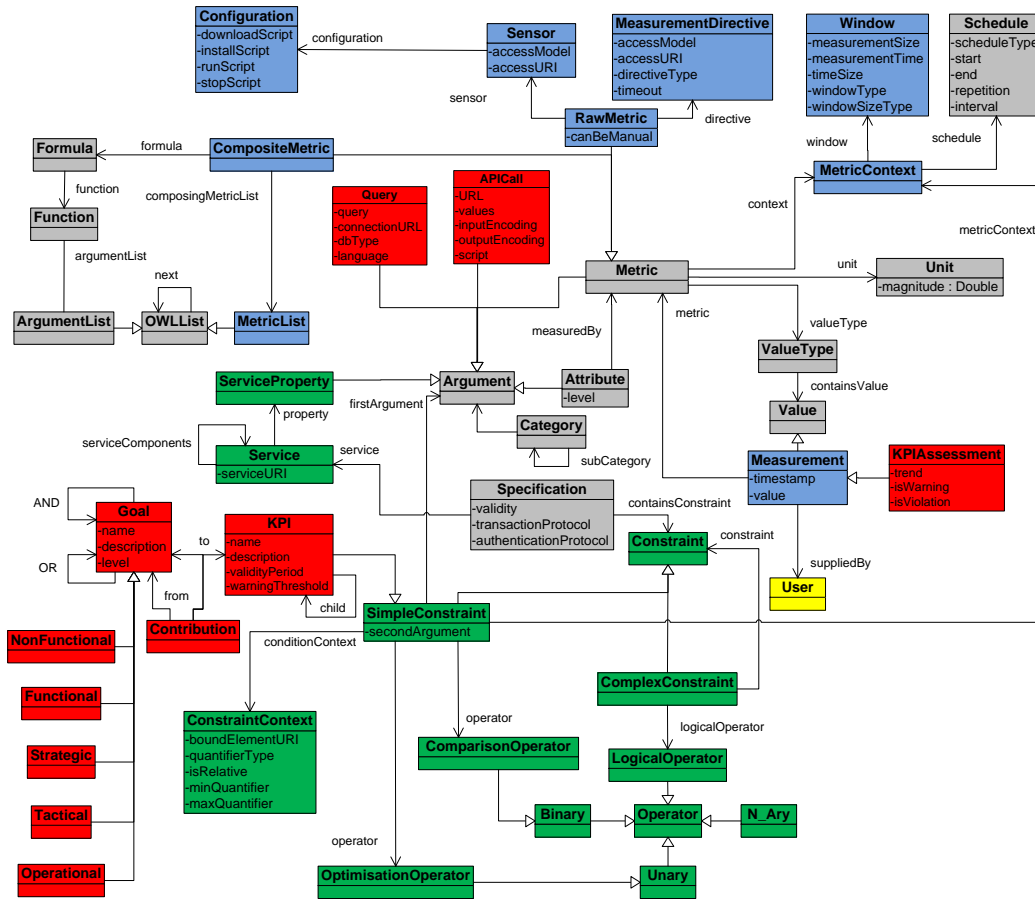 Configuration
-downloadScript
-installScript
-runScript
-stopScript
configuration
Sensor
-accessModel
-accessURI
MeasurementDirective
-accessModel
-accessURI
-directiveType
-timeout
Window
-measurementSize
-measurementTime
-timeSize
-windowType
-windowSizeType
Schedule
-scheduleType
-start
-end
-repetition
-interval
sensor
directive
RawMetric
-canBeManual
window
schedule
Formula
formula
CompositeMetric
MetricContext
function
composingMetricList
Query
-query
-connectionURL
-dbType
-language
APICall
-URL
-values
-inputEncoding
-outputEncoding
-script
context
metricContext
Function
argumentList
next
Metric
unit
Unit
-magnitude : Double
ArgumentList
OWLList
MetricList
measuredBy
metric
valueType
ValueType
containsValue
ServiceProperty
Argument
Attribute
-level
firstArgument
property
Value
serviceComponents
Service
-serviceURI
service
Category
subCategory
Measurement
-timestamp
-value
KPIAssessment
-trend
-isWarning
-isViolation
Specification
-validity
-transactionProtocol
-authenticationProtocol
containsConstraint
Constraint
constraint
AND
Goal
-name
-description
-level
OR
to
from
KPI
-name
-description
-validityPeriod
-warningThreshold
child
suppliedBy
User
Contribution
SimpleConstraint
-secondArgument
conditionContext
NonFunctional
ComplexConstraint
Functional
ConstraintContext
-boundElementURI
-quantifierType
-isRelative
-minQuantifier
-maxQuantifier
operator
logicalOperator
ComparisonOperator
LogicalOperator
Strategic
Tactical
Binary
Operator
N_Ary
operator
Operational
OptimisationOperator
Unary